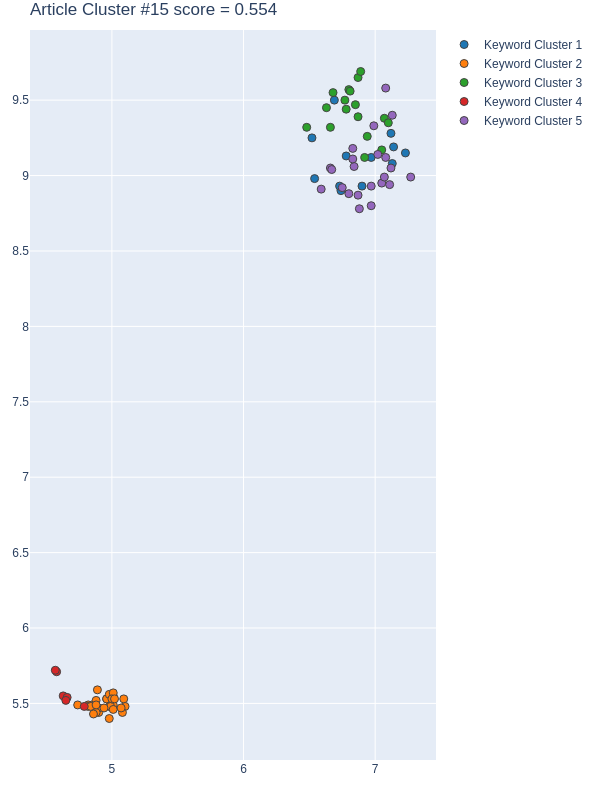 Article Cluster #15 score = 0.554
Keyword Cluster 1
Keyword Cluster 2
Keyword Cluster 3
Keyword Cluster 4
Keyword Cluster 5
9.5
9
8.5
8
7.5
7
6.5
6
5.5
5
6
7